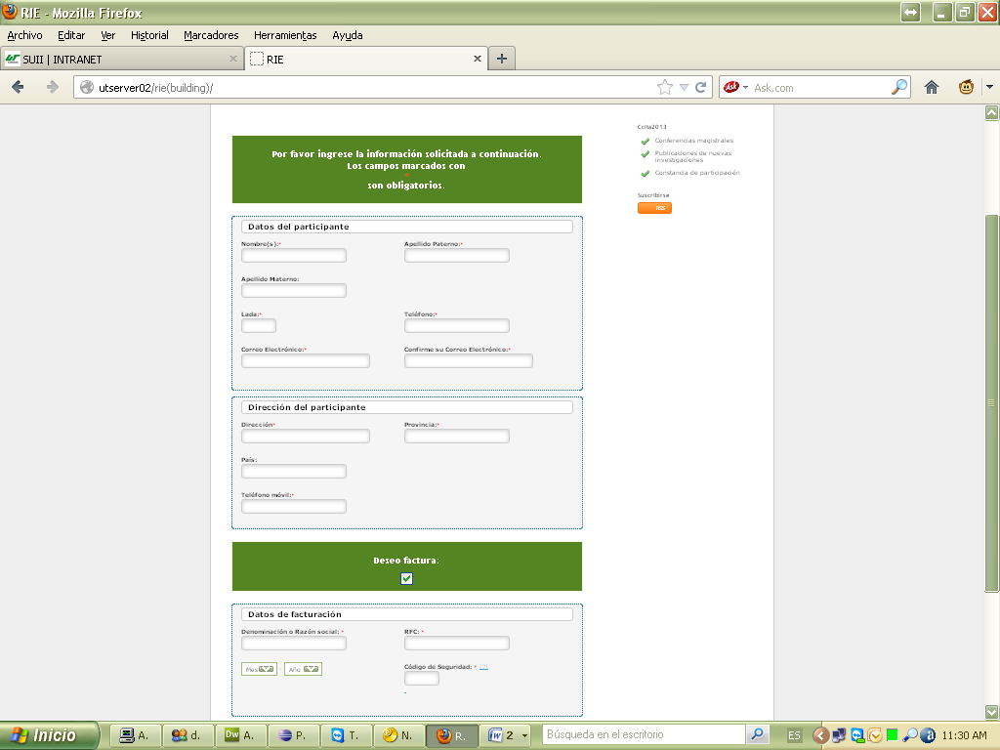 RIE - Mozilla Firefox
Archivo Editar Ver Historial Marcadores Herramientas Ayuda
SUII | INTRANET
RIE
utserver02/rie(building)/
Ask
Ask.com
Por favor ingrese la información solicitada a continuación.
Los campos marcados con
*
son obligatorios.
Ccita2013
Conferencias magistrales
Publicaciones de nuevas
investigaciones
Constancia de participación
Suscribirse
RSS
Datos del participante
Nombre(s):* Apellido Paterno:*
Apellido Materno:
Lada:* Teléfono:*
Correo Electrónico:* Confirme su Correo Electrónico:*
Dirección del participante
Dirección* Provincia:*
País:
Teléfono móvil:*
Deseo factura:
Datos de facturación
Denominación o Razón social: * RFC: *
Mes - Año Código de Seguridad: * [?]
-
Inicio A. d. A. P. T. N. R. 2 Búsqueda en el escritorio ES 11:30 AM